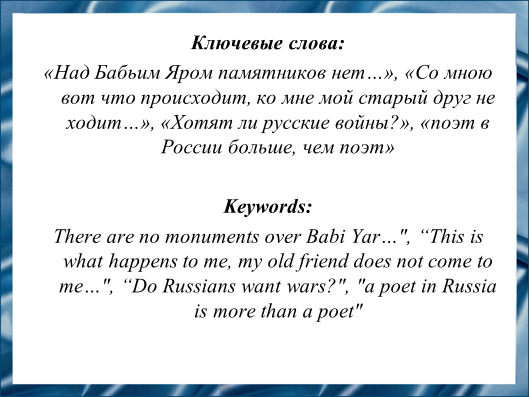 Ключевые слова:
«Над Бабьим Яром памятников нет…», «Со мною
вот что происходит, ко мне мой старый друг не
ходит…», «Хотят ли русские войны?», «поэт в
России больше, чем поэт»
Keywords:
There are no monuments over Babi Yar…", “This is
what happens to me, my old friend does not come to
me…", “Do Russians want wars?", "a poet in Russia
is more than a poet"